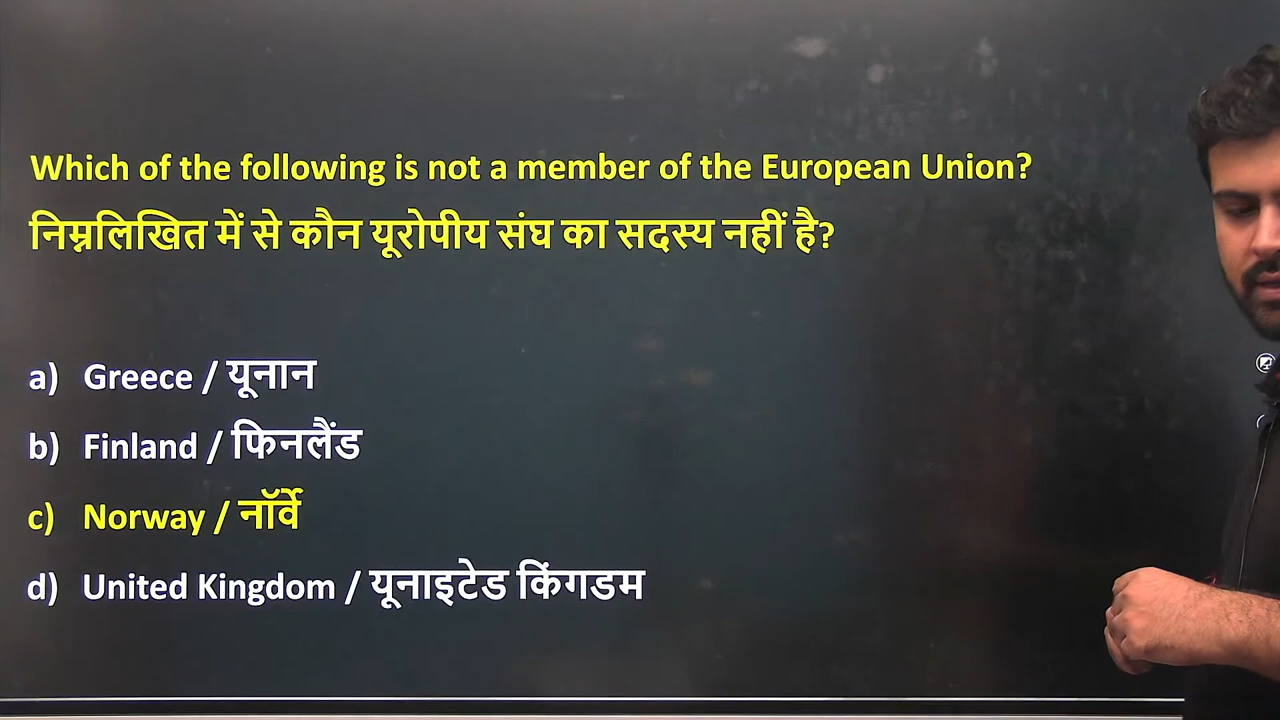 Which of the following is not a member of the European Union?
निम्नलिखित में से कौन यूरोपीय संघ का सदस्य नहीं है?
a) Greece / यूनान
b) Finland / फिनलैंड
c) Norway / नॉर्वे
d) United Kingdom / यूनाइटेड किंगडम